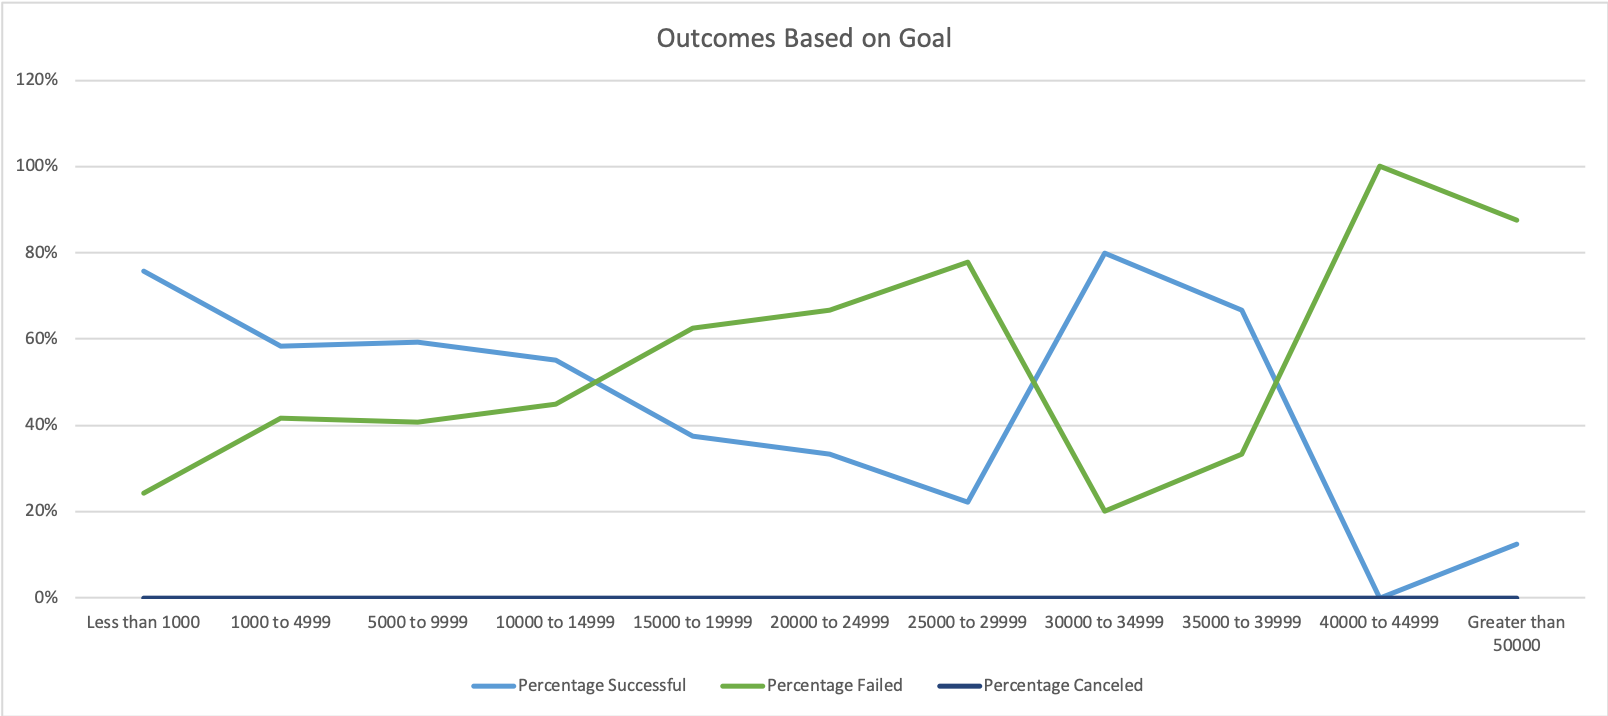 Outcomes Based on Goal
120%
100%
80%
60%
40%
20%
0%
Less than 1000 1000 to 4999 5000 to 9999 10000 to 14999 15000 to 19999 20000 to 24999 25000 to 29999 30000 to 34999 35000 to 39999 40000 to 44999 Greater than
50000
Percentage Successful Percentage Failed Percentage Canceled